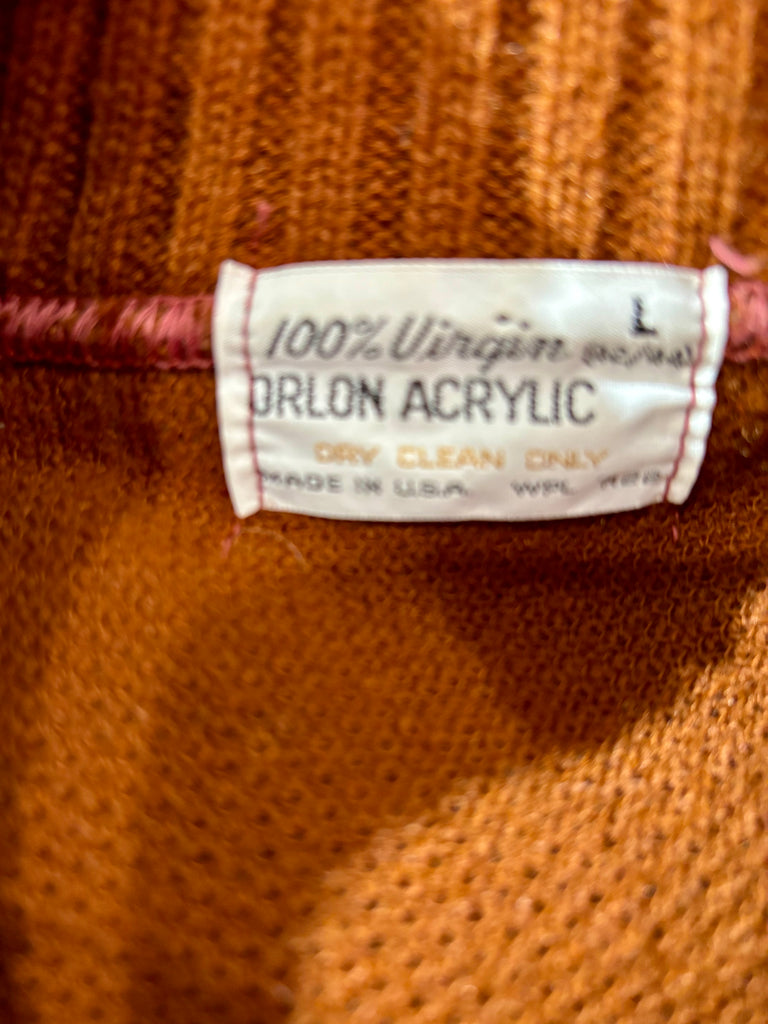 L
100% Virgin
ORLON ACRYLIC
DRY CLEAN ONLY
MADE IN U.S.A. WPL